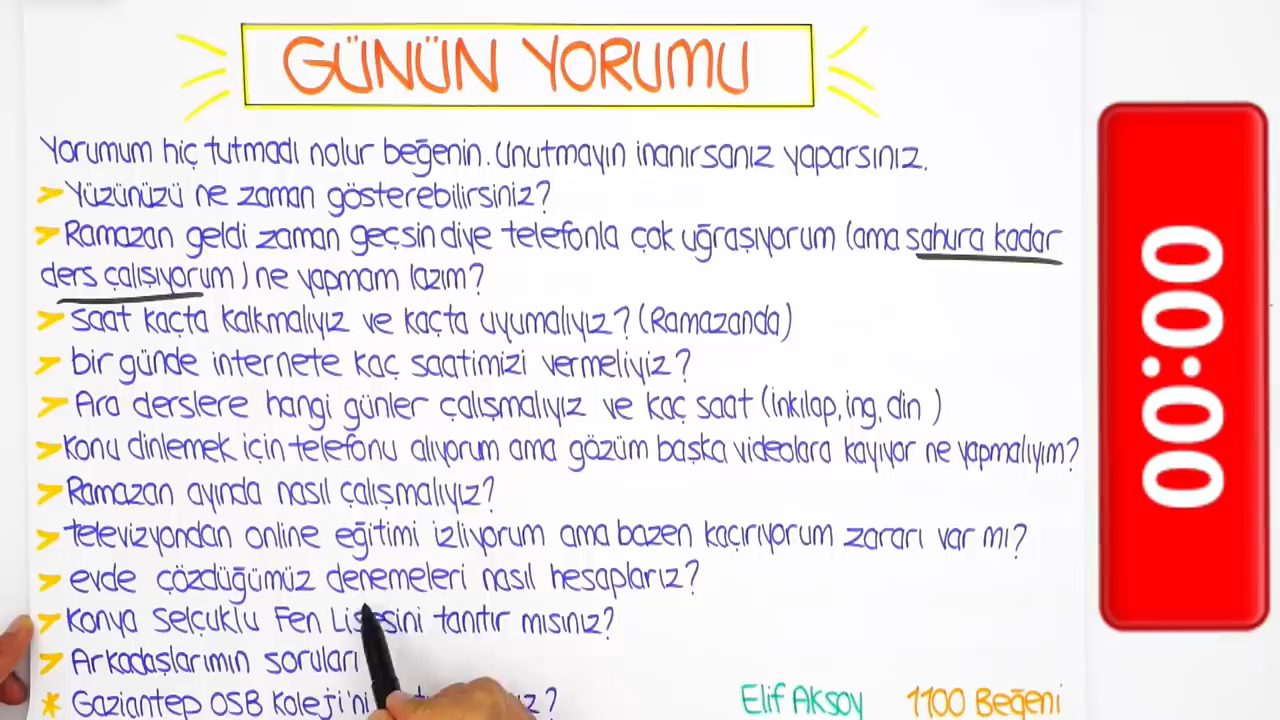 GÜNÜN YORUMU
Yorumum hiç tutmadı nolur beğenin. Unutmayın inanırsanız yaparsınız.
➤ Yüzünüzü ne zaman gösterebilirsiniz?
➤ Ramazan geldi zaman geçsin diye telefonla çok uğraşıyorum (ama sahura kadar
ders çalışıyorum) ne yapmam lazım?
➤ saat kaçta kalkmalıyız ve kaçta uyumalıyız? (Ramazanda)
➤ bir günde internete kaç saatimizi vermeliyiz?
➤ Ara derslere hangi günler çalışmalıyız ve kaç saat (inkılap, ing, din )
➤ Konu dinlemek için telefonu alıyorum ama gözüm başka videolara kayıyor ne yapmalıyım?
➤ Ramazan ayında nasıl çalışmalıyız?
➤ televizyondan online eğitimi izliyorum ama bazen kaçırıyorum zararı var mı?
➤ evde çözdüğümüz denemeleri nasıl hesaplarız?
➤ Konya Selçuklu Fen Lisesini tanıtır mısınız?
➤ Arkadaşlarımın soruları
* Gaziantep OSB Koleji'ni
Elif Aksoy 1100 Beğeni
00:00